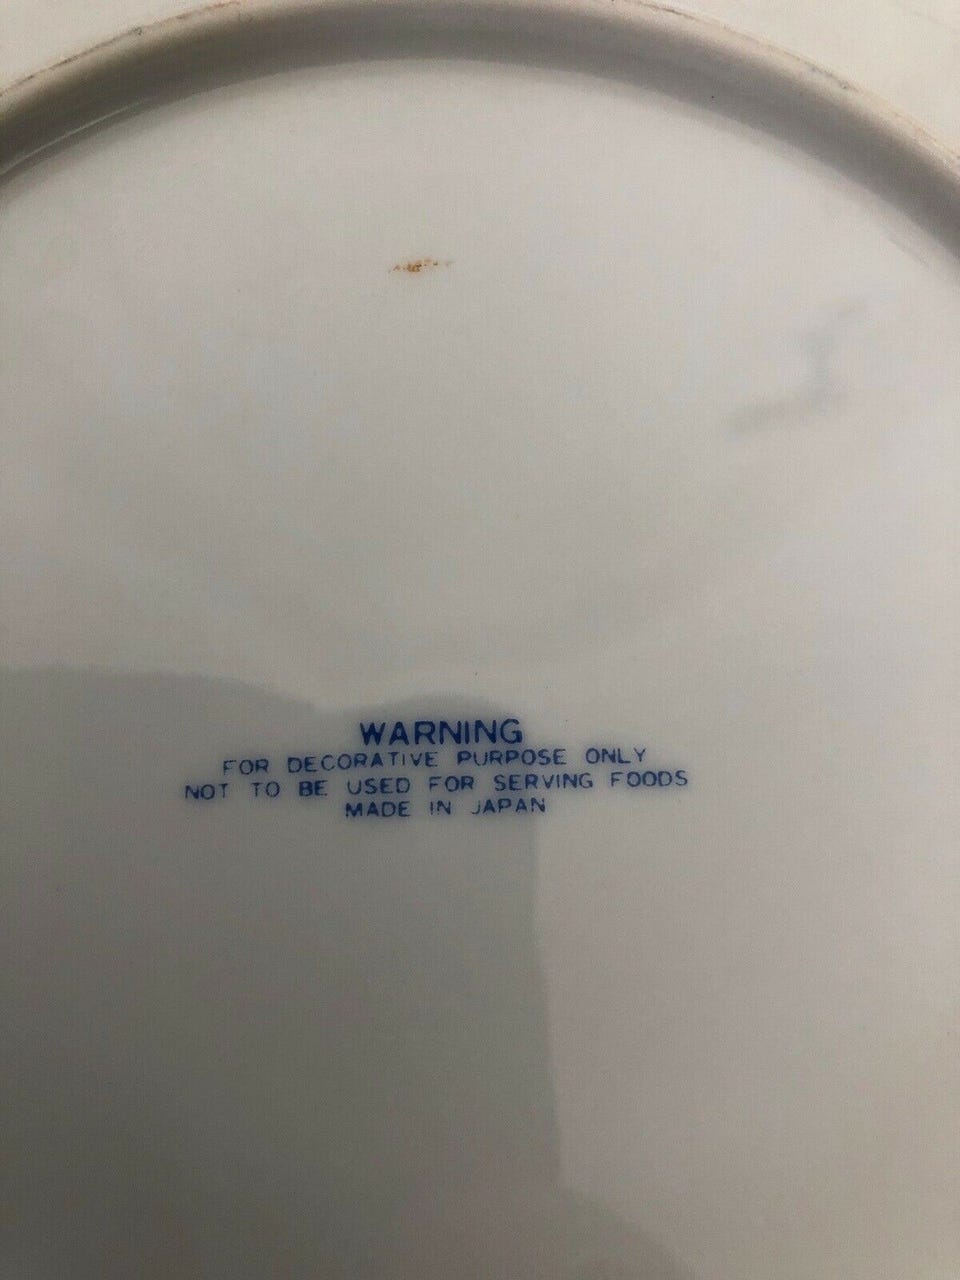 WARNING
FOR DECORATIVE PURPOSE ONLY
NOT TO BE USED FOR SERVING FOODS
MADE IN JAPAN